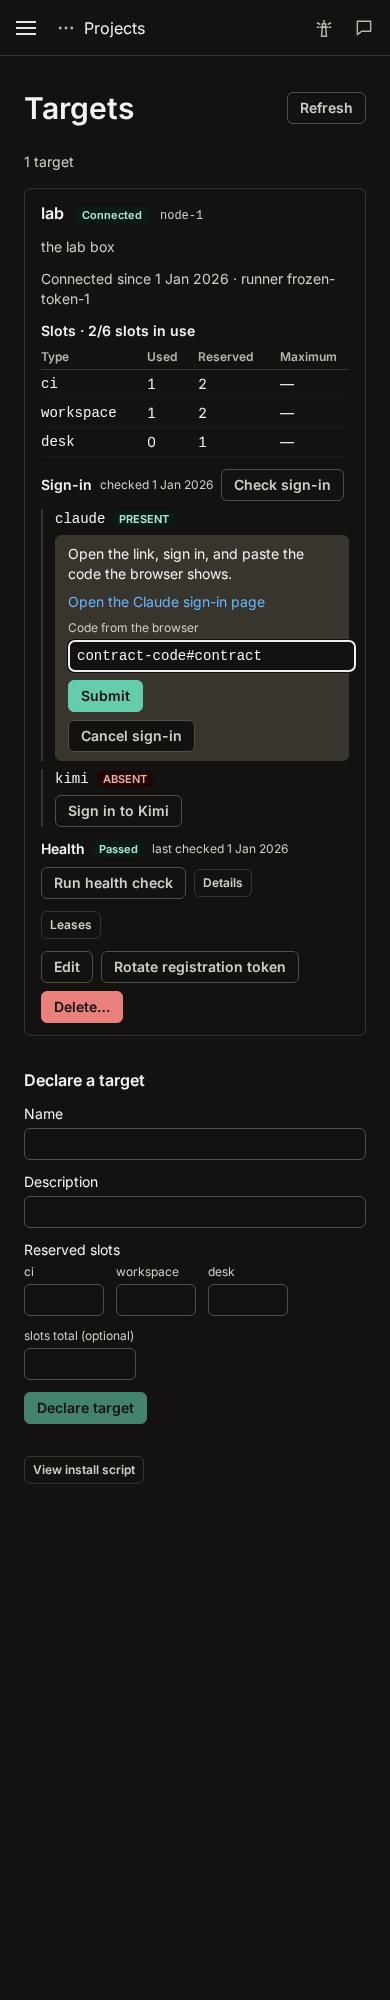 Projects
Targets
Refresh
1 target
lab Connected node-1
the lab box
Connected since 1 Jan 2026 · runner frozen-
token-1
Slots · 2/6 slots in use
Type Used Reserved Maximum
ci 1 2 —
workspace 1 2 —
desk 0 1 —
Sign-in checked 1 Jan 2026 Check sign-in
claude PRESENT
Open the link, sign in, and paste the
code the browser shows.
Open the Claude sign-in page
Code from the browser
contract-code#contract
Submit
Cancel sign-in
kimi ABSENT
Sign in to Kimi
Health Passed last checked 1 Jan 2026
Run health check Details
Leases
Edit Rotate registration token
Delete...
Declare a target
Name
Description
Reserved slots
ci workspace desk
slots total (optional)
Declare target
View install script